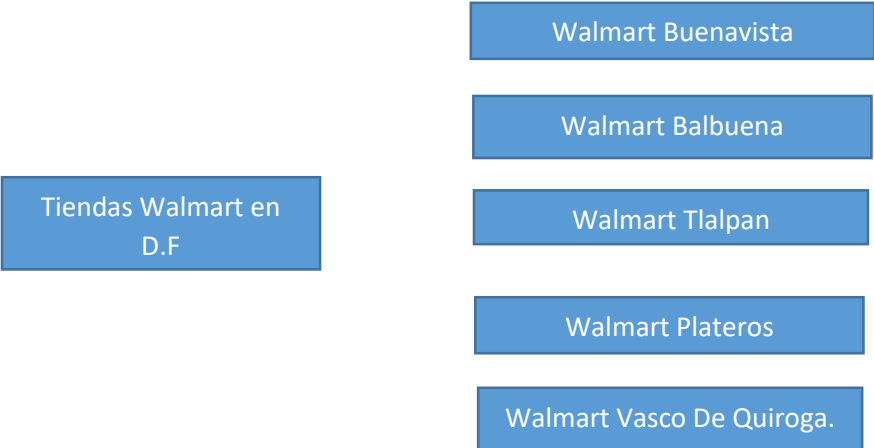 Walmart Buenavista
Walmart Balbuena
Tiendas Walmart en
D.F
Walmart Tlalpan
Walmart Plateros
Walmart Vasco De Quiroga.